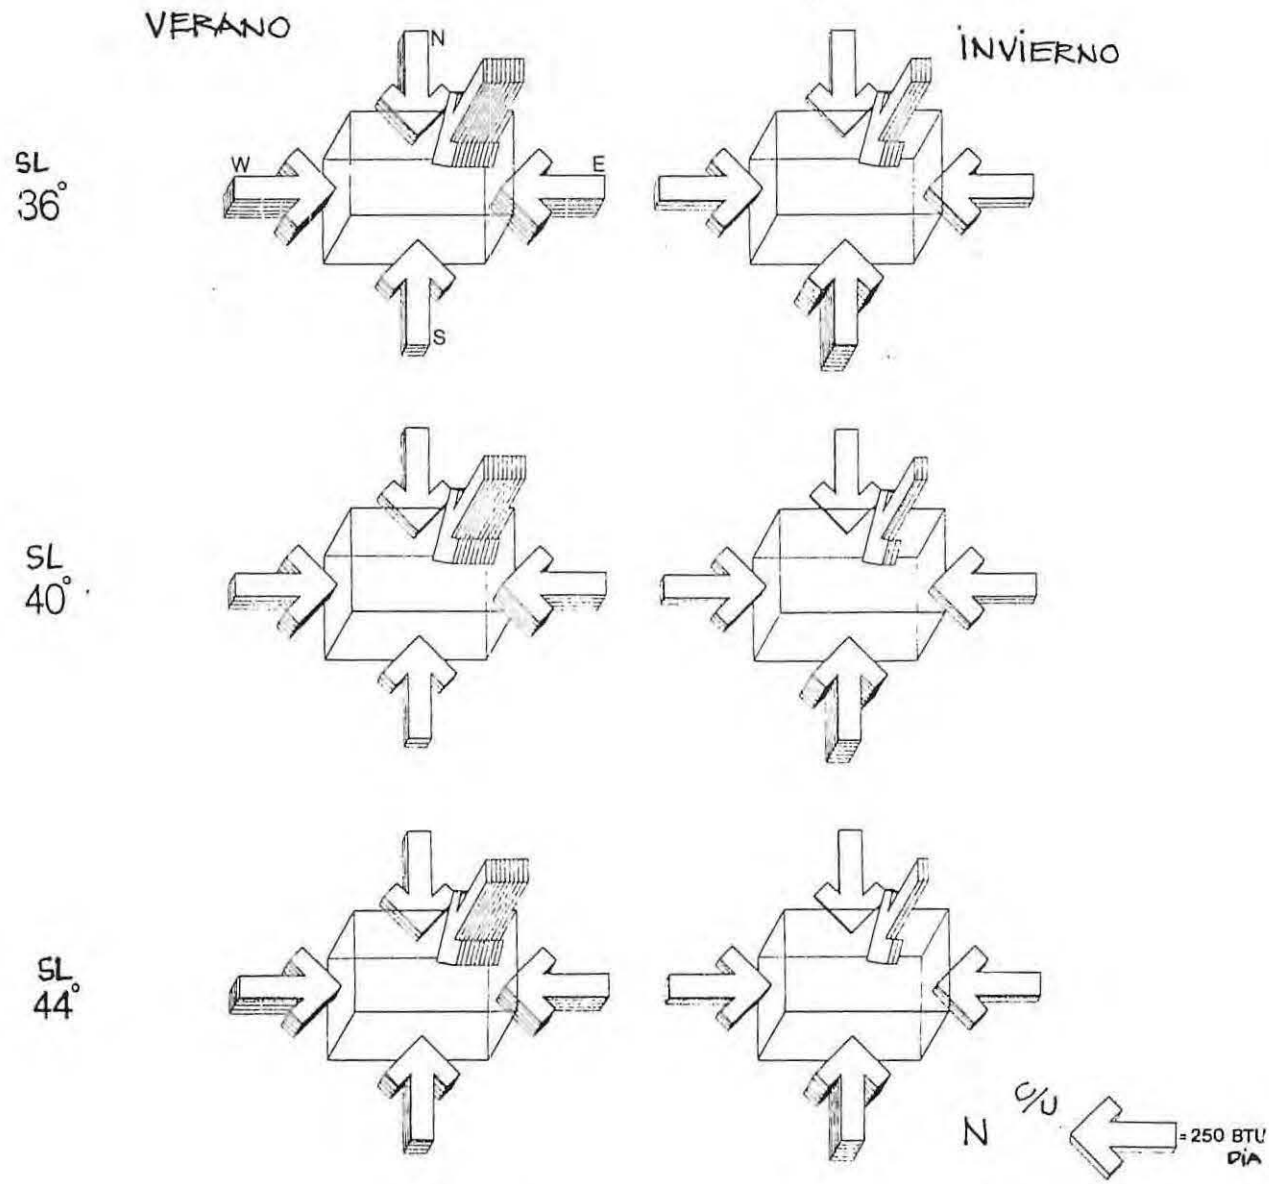 VERANO
INVIERNO
N
SL
36°
W
E
S
SL
40°
SL
44°
N
C/U
= 250 BTU
DIA